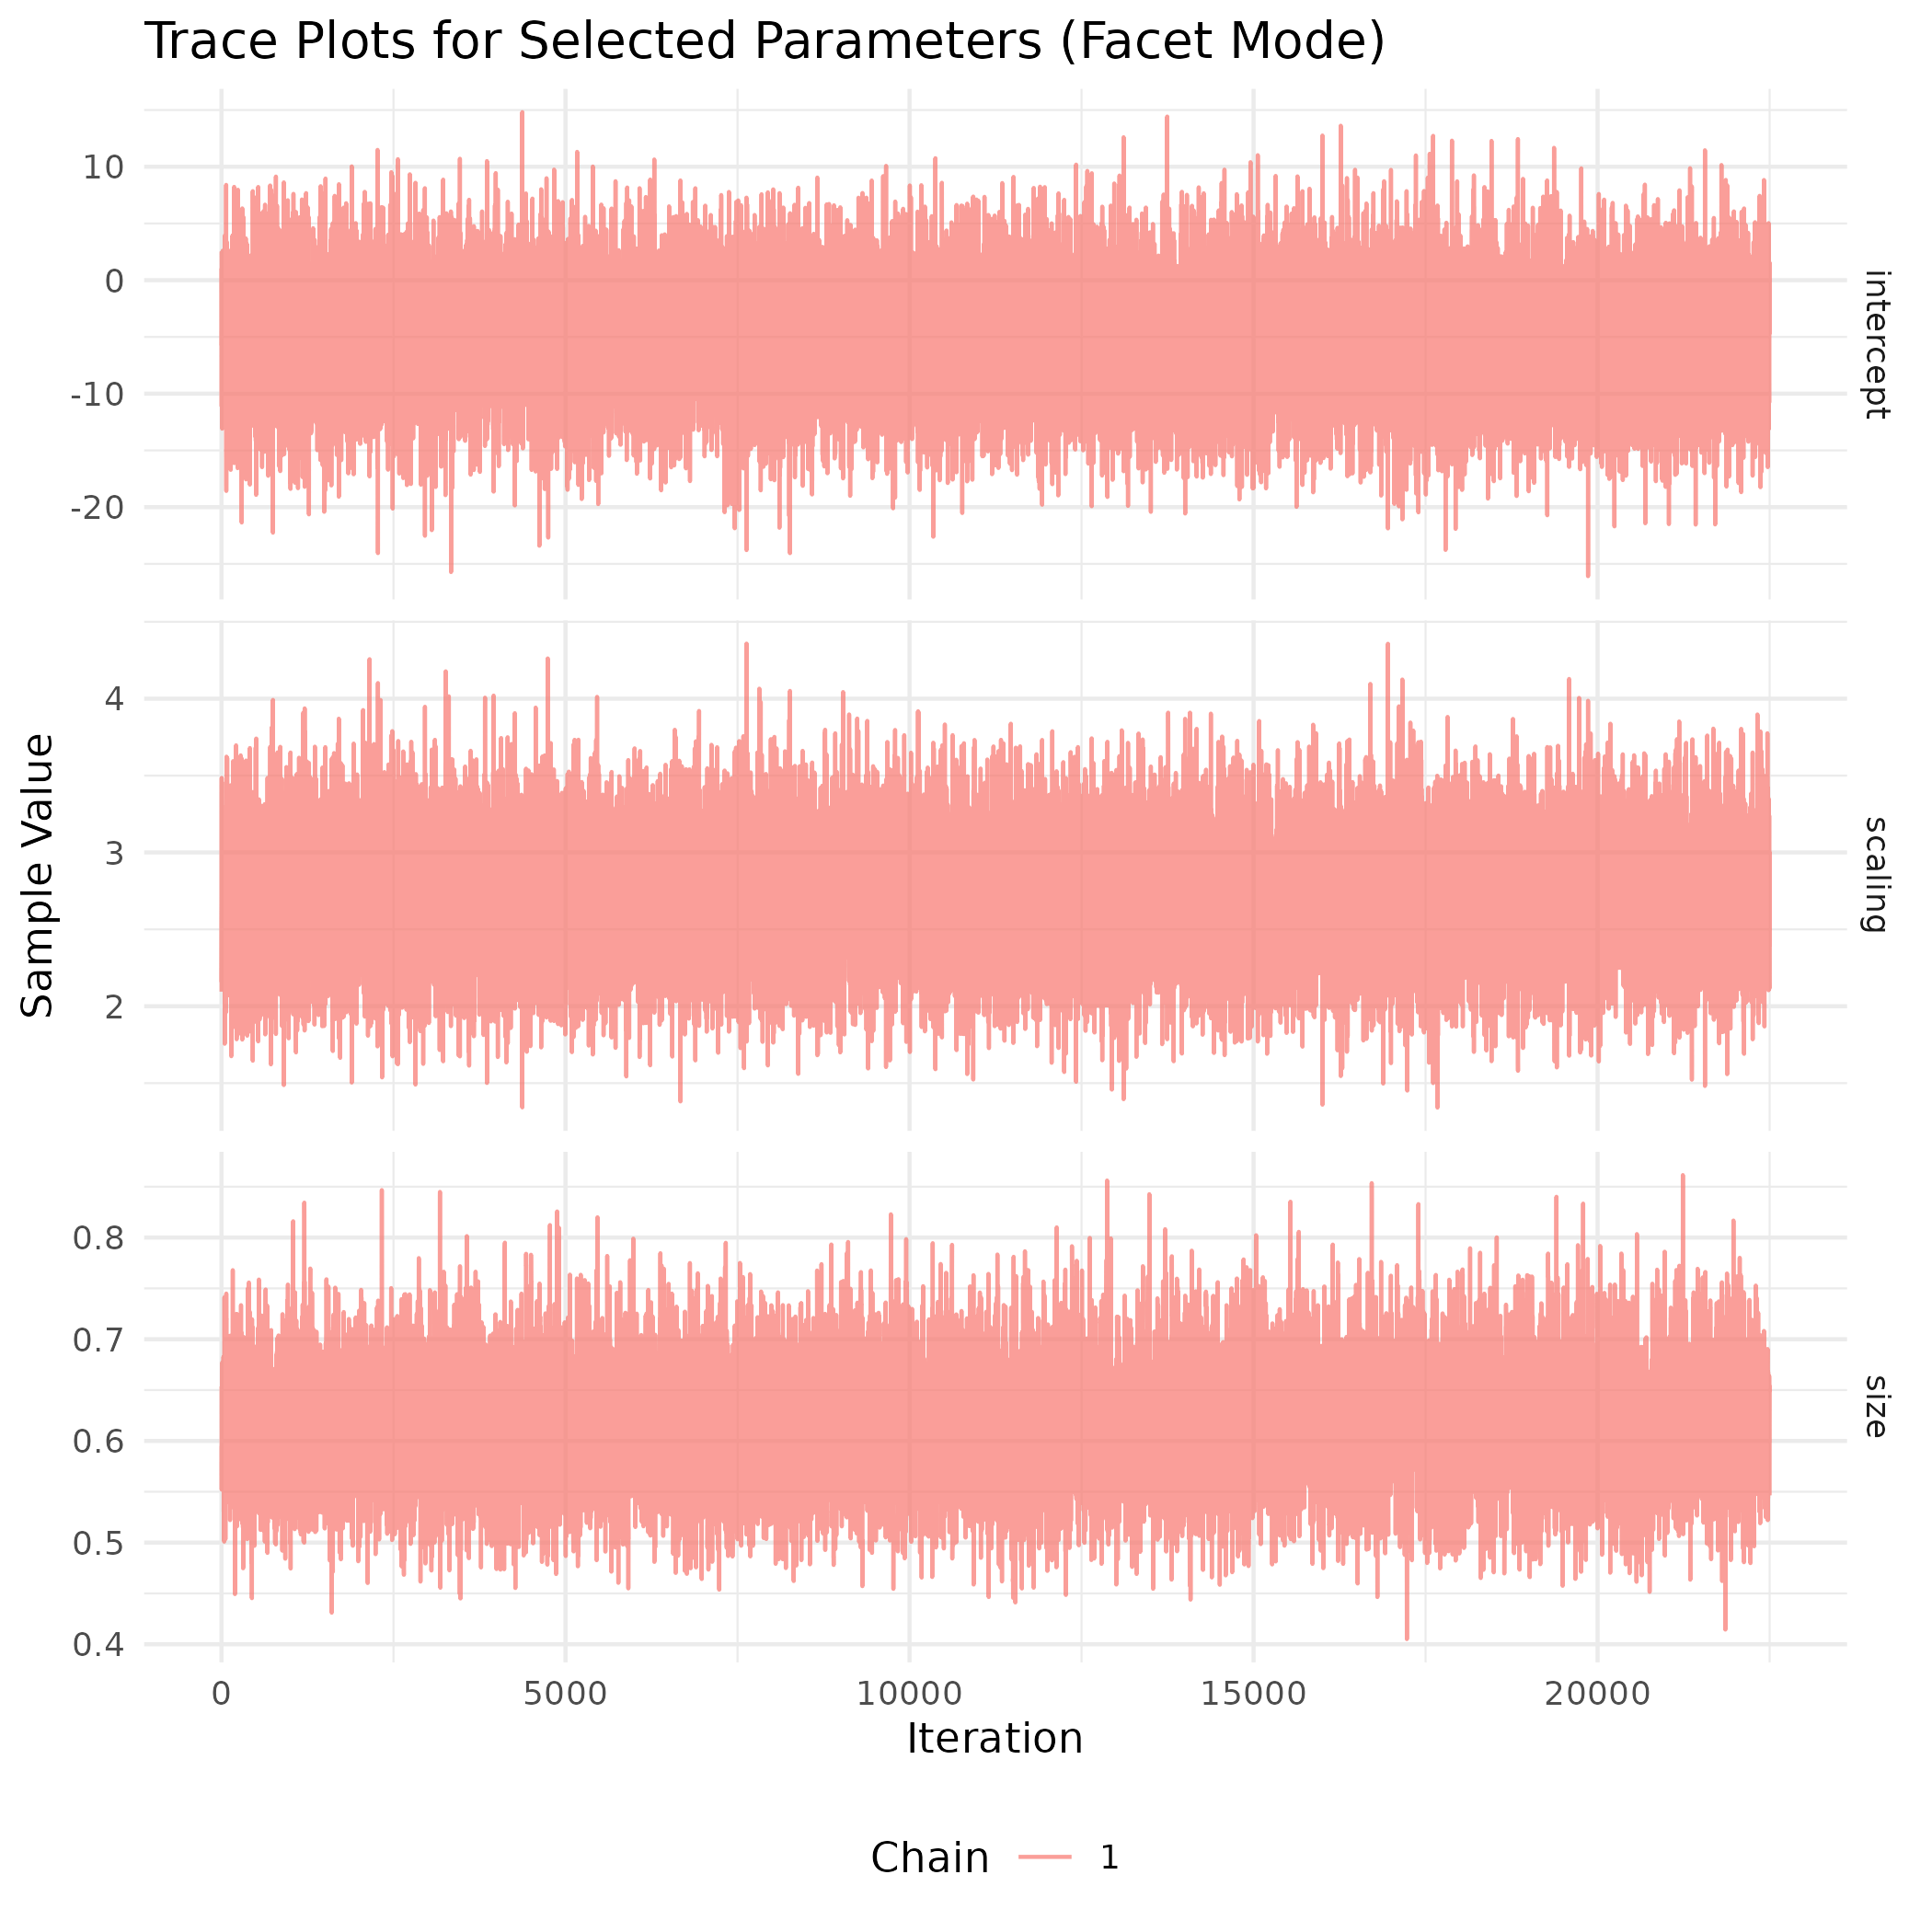 Trace Plots for Selected Parameters (Facet Mode)
10
0
-10
-20
intercept
4
3
2
scaling
Sample Value
0.8
0.7
0.6
0.5
0.4
size
0 5000 10000 15000 20000
Iteration
Chain 1